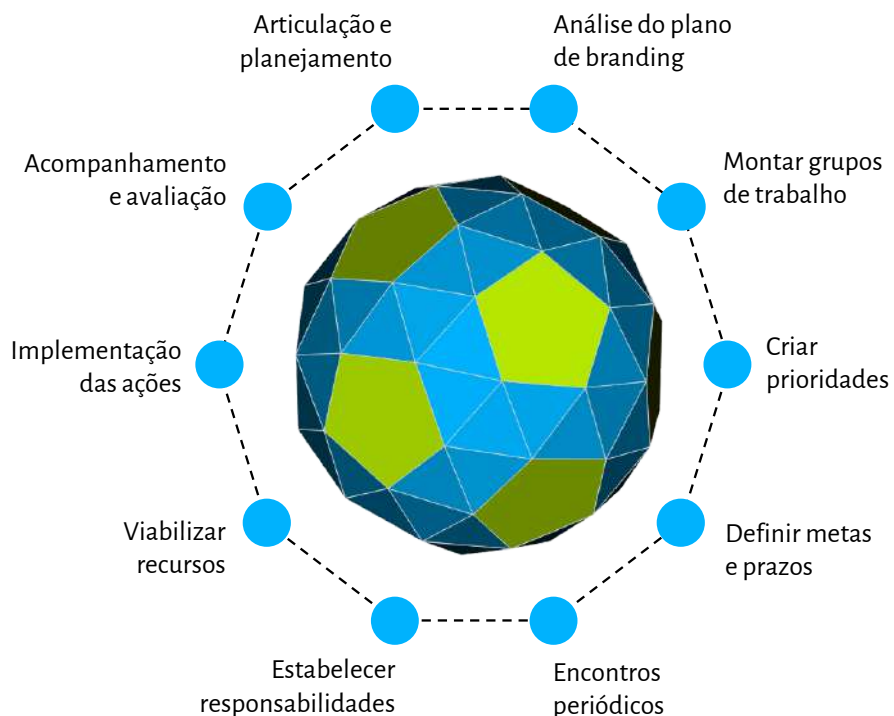 Articulação e
planejamento
Análise do plano
de branding
Montar grupos
de trabalho
Criar
prioridades
Definir metas
e prazos
Encontros
periódicos
Estabelecer
responsabilidades
Viabilizar
recursos
Implementação
das ações
Acompanhamento
e avaliação